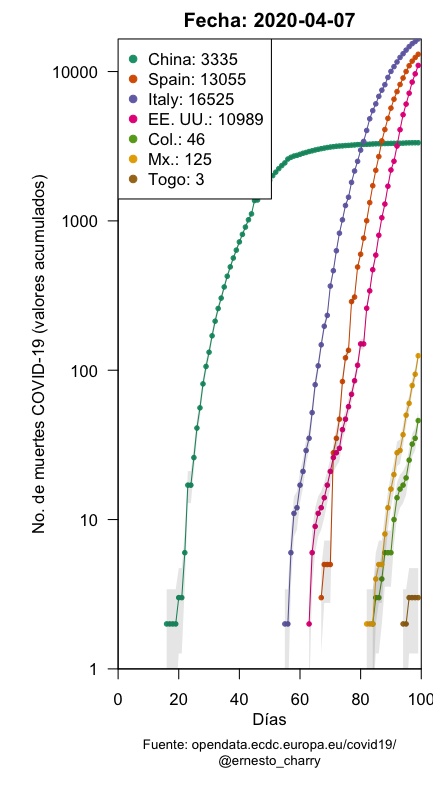 Fecha: 2020-04-07
China: 3335
Spain: 13055
Italy: 16525
EE. UU.: 10989
Col.: 46
Mx.: 125
Togo: 3
No. de muertes COVID-19 (valores acumulados)
10000
1000
100
10
1
0 20 40 60 80 100
Días
Fuente: opendata.ecdc.europa.eu/covid19/
@ernesto_charry